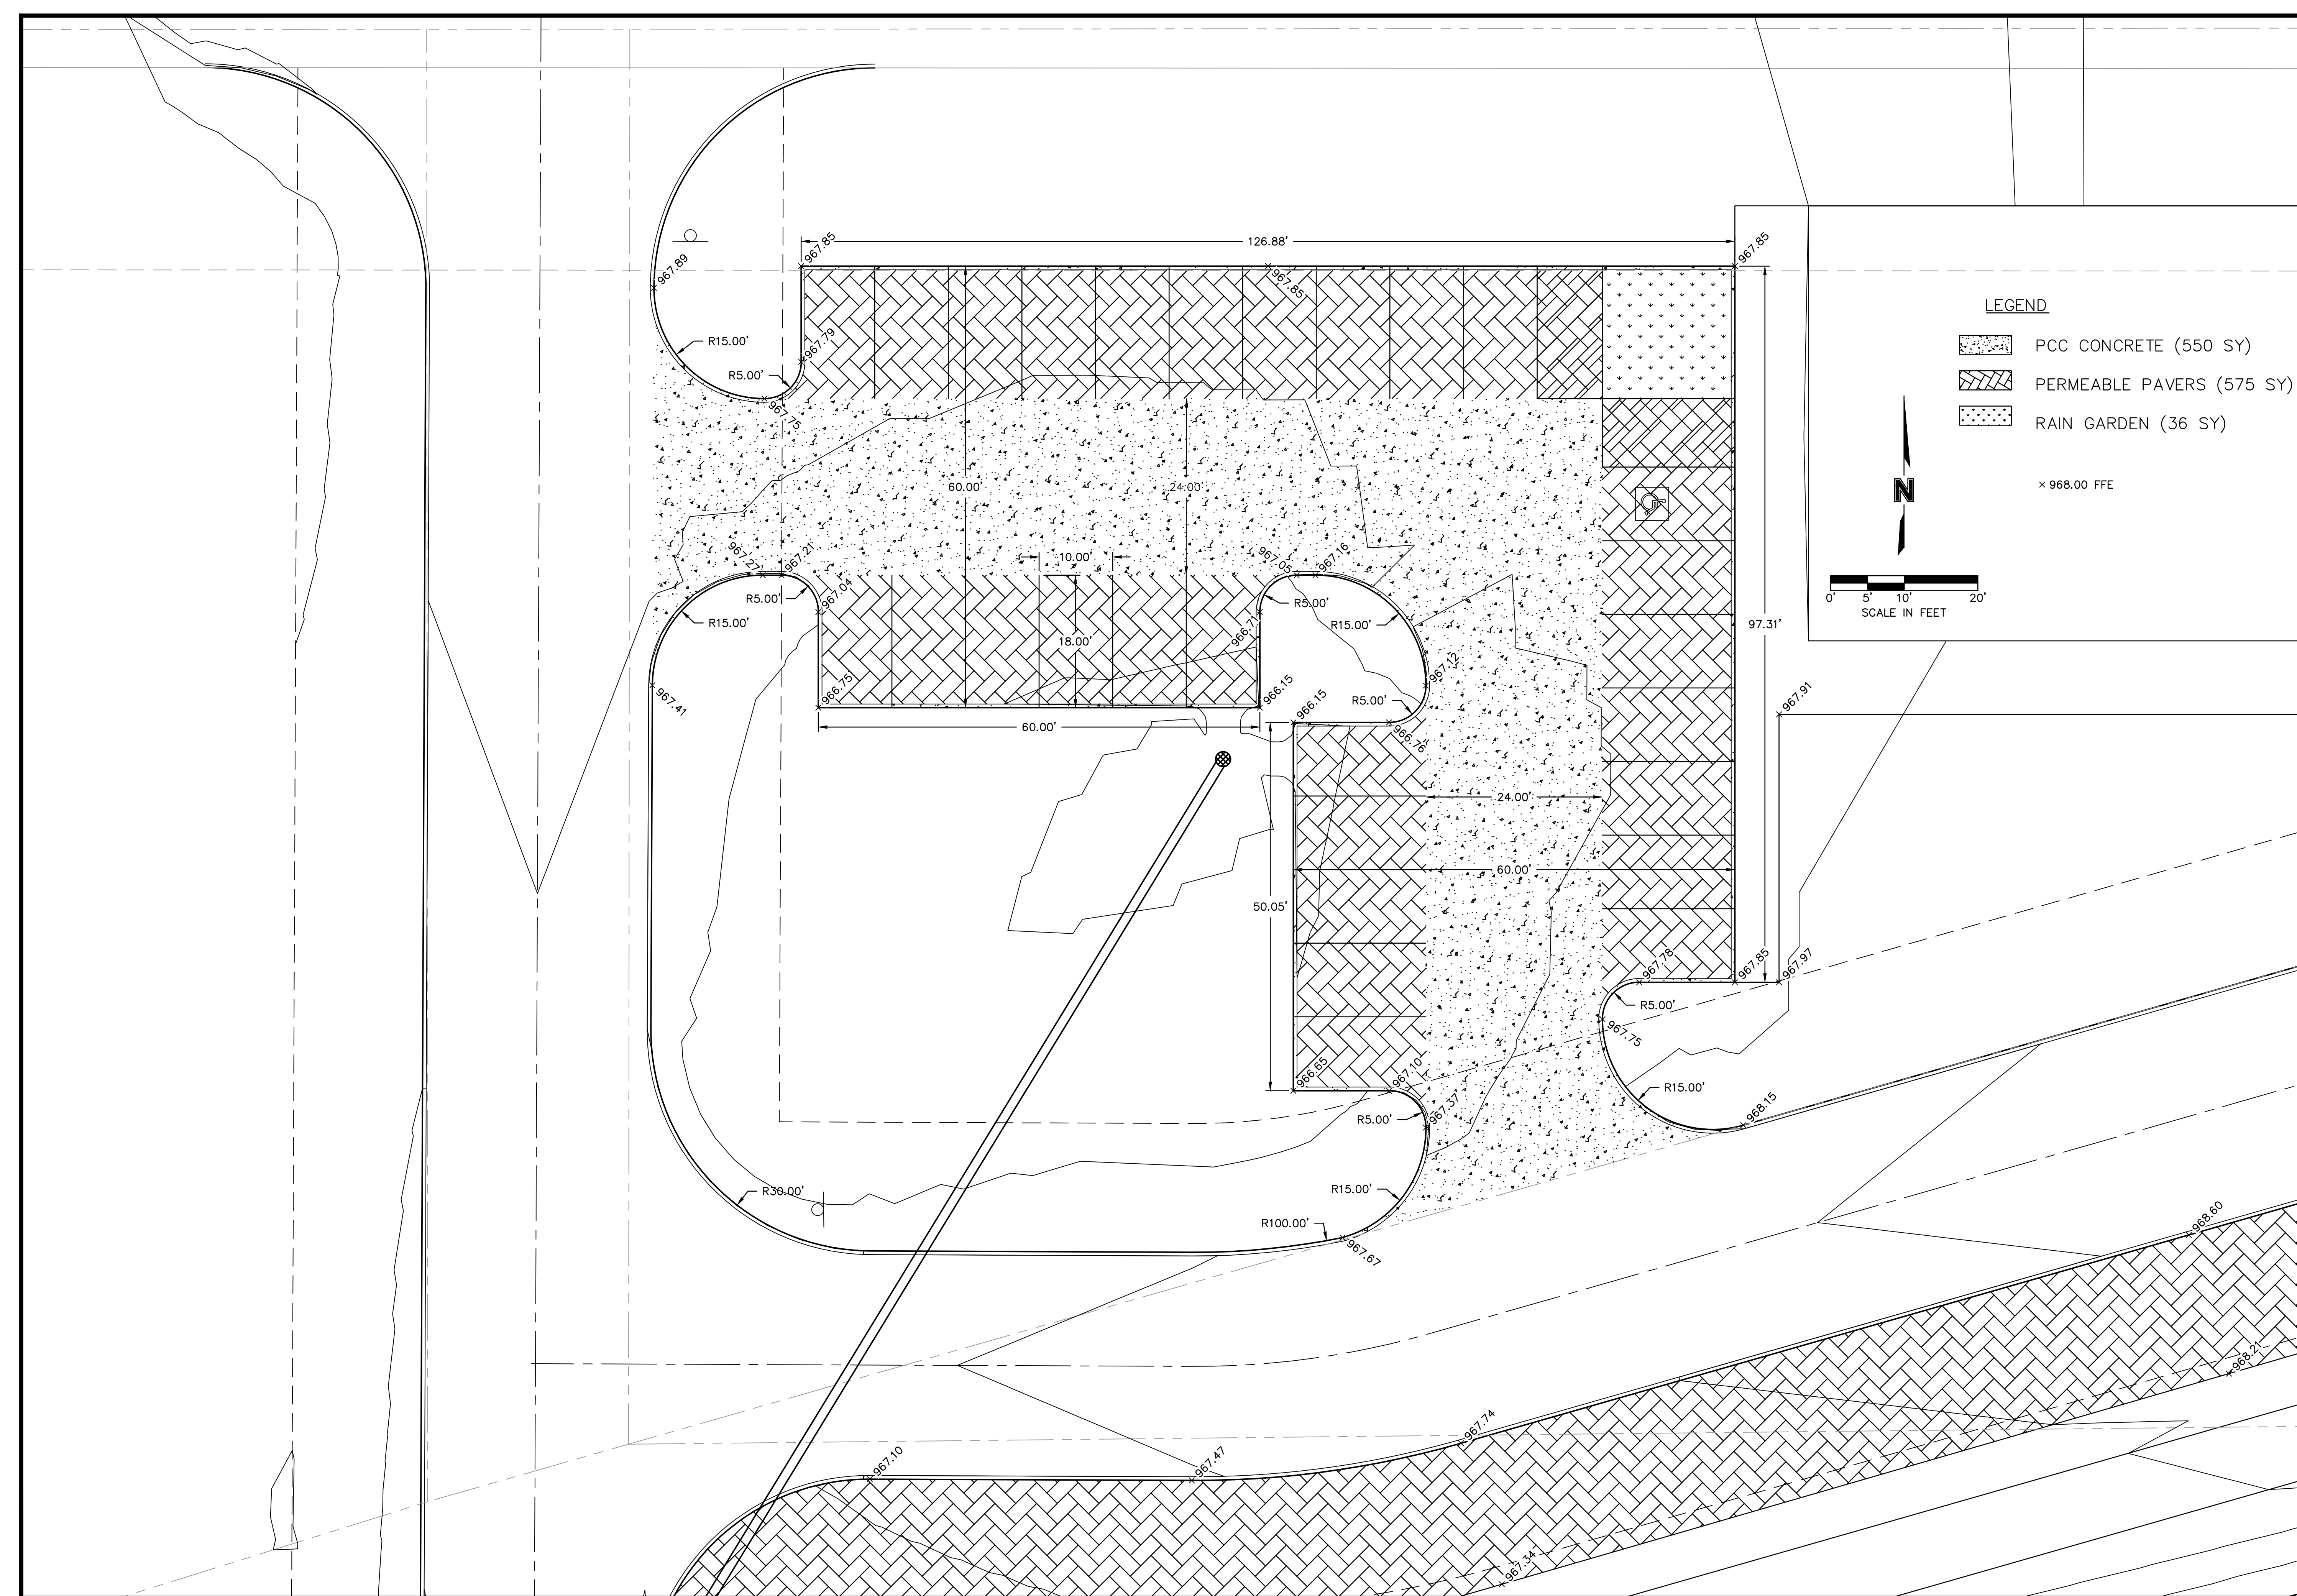 126.88'
967.85
967.85
967.89
967.85
LEGEND
R15.00'
967.79
PCC CONCRETE (550 SY)
R5.00'
PERMEABLE PAVERS (575 SY)
967.75
RAIN GARDEN (36 SY)
60.00'
24.00'
N
× 968.00 FFE
967.27
967.21
10.00'
967.05
967.16
R5.00'
967.04
R5.00'
0' 5' 10' 20'
SCALE IN FEET
R15.00'
18.00'
966.71
R15.00'
97.31'
967.41
966.75
966.15
966.15
R5.00'
967.12
967.91
60.00'
966.76
24.00'
60.00'
50.05'
967.78
967.85
967.97
R5.00'
967.75
966.65
967.10
R15.00'
R5.00'
967.37
968.15
R30.00'
R15.00'
R100.00'
967.67
968.60
968.21
967.74
967.10
967.47
967.34